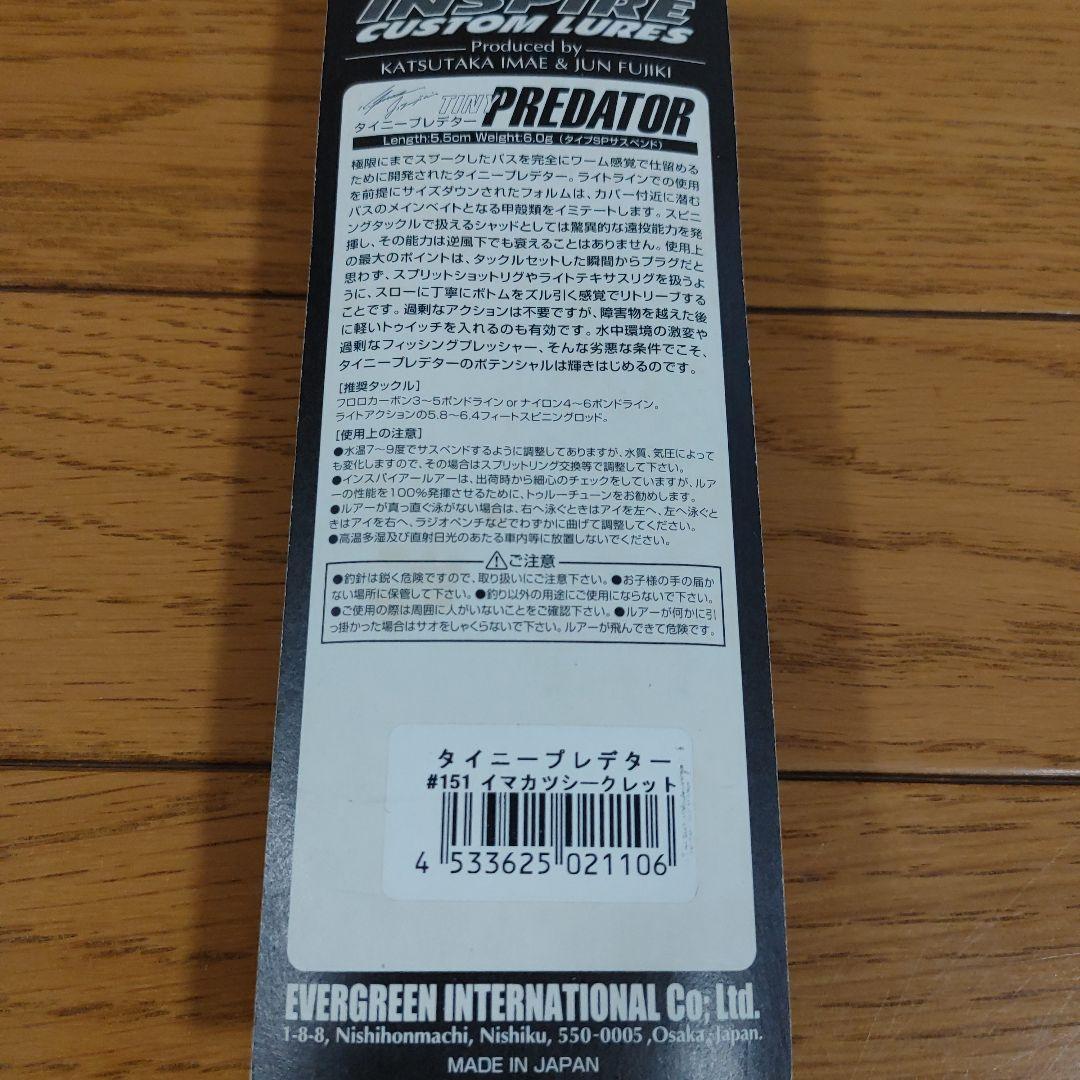 INSPIRE
CUSTOM LURES
Produced by
KATSUTAKA IMAE & JUN FUJIKI
TINY PREDATOR
タイニープレデター
Length:5.5cm Weight:6.0g (タイプSPサスペンド)
極限にまでスプークしたバスを完全にワーム感覚で仕留める
ために開発されたタイニープレデター。ライトラインでの使用
を前提にサイズダウンされたフォルムは、カバー付近に潜む
バスのメインベイトとなる甲殻類をイミテートします。スピニ
ングタックルで扱えるシャッドとしては驚異的な遠投能力を発
揮し、その能力は逆風下でも衰えることはありません。使用上
の最大のポイントは、タックルセットした瞬間からプラグだと
思わず、スプリットショットリグやライトテキサスリグを扱うよ
うに、スローに丁寧にボトムをズル引く感覚でリトリーブする
ことです。過剰なアクションは不要ですが、障害物を越えた後
に軽いトゥイッチを入れるのも有効です。水中環境の激変や
過剰なフィッシングプレッシャー、そんな劣悪な条件でこそ、
タイニープレデターのポテンシャルは輝きはじめるのです。
[推奨タックル]
フロロカーボン3〜5ポンドライン or ナイロン4〜6ポンドライン。
ライトアクションの5.8〜6.4フィートスピニングロッド。
[使用上の注意]
●水温7〜9度でサスペンドするように調整してありますが、水質、気圧によって
も変化しますので、その場合はスプリットリング交換等で調整して下さい。
●インスパイアールアーは、出荷時から細心のチェックをしていますが、ルア
ーの性能を100%発揮させるために、トゥルーチューンをお勧めします。
●ルアーが真っ直ぐ泳がない場合は、右へ泳ぐときはアイを左へ、左へ泳ぐと
きはアイを右へ、ラジオペンチなどでわずかに曲げて調整してください。
●高温多湿及び直射日光のあたる車内等に放置しないでください。
⚠ご注意
●釣針は鋭く危険ですので、取り扱いにご注意下さい。●お子様の手の届か
ない場所に保管して下さい。●釣り以外の用途にご使用にならないで下さい。
●ご使用の際は周囲に人がいないことをご確認下さい。●ルアーが何かに引
っ掛かった場合はサオをしゃくらないで下さい。ルアーが飛んできて危険です。
タイニープレデター
#151 イマカツシークレット
4 533625 021106
EVERGREEN INTERNATIONAL Co; Ltd.
1-8-8, Nishihonmachi, Nishiku, 550-0005 ,Osaka, Japan.
MADE IN JAPAN